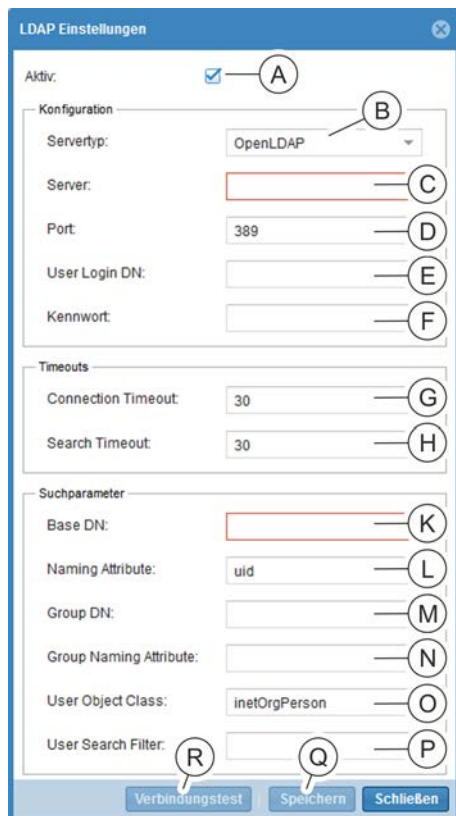 LDAP Einstellungen
Aktiv: A
Konfiguration
B
Servertyp: OpenLDAP
Server: C
Port: 389 D
User Login DN: E
Kennwort: F
Timeouts
Connection Timeout: 30 G
Search Timeout: 30 H
Suchparameter
Base DN: K
Naming Attribute: uid L
Group DN: M
Group Naming Attribute: N
User Object Class: inetOrgPerson O
User Search Filter: P
R Q
Verbindungstest Speichern Schließen